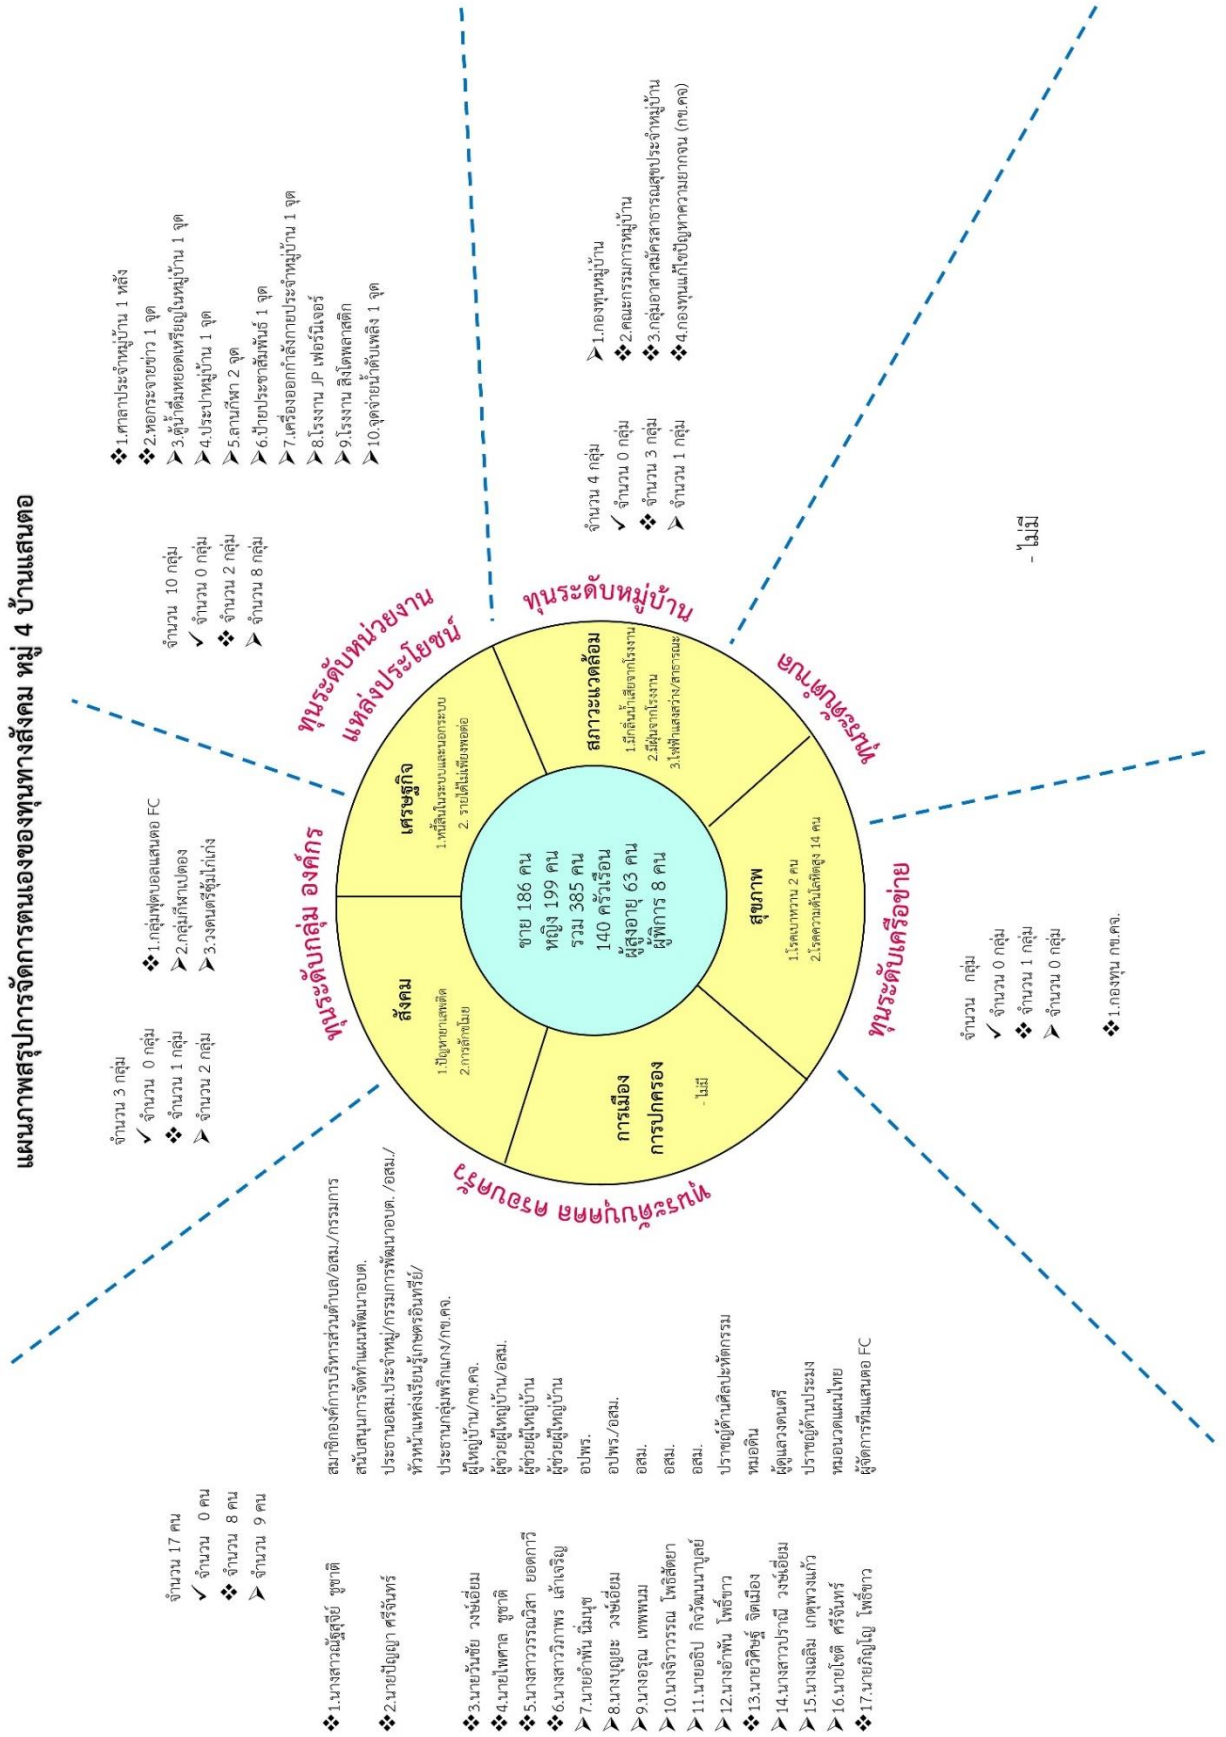 แผนภาพสรุปการจัดการตนเองของทุนทางสังคม หมู่ 4 บ้านแสนตอ
จำนวน 17 คน
✓ จำนวน 0 คน
❖ จำนวน 8 คน
➢ จำนวน 9 คน
❖1.นางสาวณัฐสุรีย์ ชูชาติ สมาชิกองค์การบริหารส่วนตำบล/อสม./กรรมการ
สนับสนุนการจัดทำแผนพัฒนาอบต.
❖2.นายปัญญา ศรีจันทร์ ประธานอสม.ประจำหมู่/กรรมการพัฒนาอบต. /อสม./
หัวหน้าแหล่งเรียนรู้เกษตรอินทรีย์/
ประธานกลุ่มพริกแกง/กข.คจ.
❖3.นายวันชัย วงษ์เอี่ยม ผู้ใหญ่บ้าน/กข.คจ.
❖4.นายไพศาล ชูชาติ ผู้ช่วยผู้ใหญ่บ้าน/อสม.
❖5.นางสาววรรณวิสา ยอดกาวี ผู้ช่วยผู้ใหญ่บ้าน
❖6.นางสาววิภาพร เล้าเจริญ ผู้ช่วยผู้ใหญ่บ้าน
➢7.นายอำพัน นิ่มนุช อปพร.
➢8.นางบุญยะ วงษ์เอี่ยม อปพร./อสม.
➢9.นางอรุณ เทพพนม อสม.
➢10.นางจิราวรรณ โพธิสัตยา อสม.
➢11.นายอธิป กิจวัฒนนาบูลย์ อสม.
➢12.นางอำพัน โพธิ์ขาว ปราชญ์ด้านศิลปะหัตกรรม
❖13.นายวิศิษฐ์ จิตเมือง หมอดิน
➢14.นางสาวปราณี วงษ์เอี่ยม ผู้ดูแลวงดนตรี
➢15.นางเฉลิม เกตุพวงแก้ว ปราชญ์ด้านประมง
➢16.นายโชติ ศรีจันทร์ หมอนวดแผนไทย
❖17.นายภิญโญ โพธิ์ขาว ผู้จัดการทีมแสนตอ FC
จำนวน 3 กลุ่ม
✓ จำนวน 0 กลุ่ม
❖ จำนวน 1 กลุ่ม
➢ จำนวน 2 กลุ่ม
❖1.กลุ่มฟุตบอลแสนตอ FC
➢2.กลุ่มกีฬาเปตอง
➢3.วงดนตรีซุ้มไก่เก่ง
จำนวน 10 กลุ่ม
✓ จำนวน 0 กลุ่ม
❖ จำนวน 2 กลุ่ม
➢ จำนวน 8 กลุ่ม
❖1.ศาลาประจำหมู่บ้าน 1 หลัง
❖2.หอกระจายข่าว 1 จุด
➢3.ตู้น้ำดื่มหยอดเหรียญในหมู่บ้าน 1 จุด
➢4.ประปาหมู่บ้าน 1 จุด
➢5.ลานกีฬา 2 จุด
➢6.ป้ายประชาสัมพันธ์ 1 จุด
➢7.เครื่องออกกำลังกายประจำหมู่บ้าน 1 จุด
➢8.โรงงาน JP เฟอร์นิเจอร์
➢9.โรงงาน สิงโตพลาสติก
➢10.จุดจ่ายน้ำดับเพลิง 1 จุด
จำนวน 4 กลุ่ม
✓ จำนวน 0 กลุ่ม
❖ จำนวน 3 กลุ่ม
➢ จำนวน 1 กลุ่ม
➢1.กองทุนหมู่บ้าน
❖2.คณะกรรมการหมู่บ้าน
❖3.กลุ่มอาสาสมัครสาธารณสุขประจำหมู่บ้าน
❖4.กองทุนแก้ไขปัญหาความยากจน (กข.คจ)
- ไม่มี
จำนวน กลุ่ม
✓ จำนวน 0 กลุ่ม
❖ จำนวน 1 กลุ่ม
➢ จำนวน 0 กลุ่ม
❖1.กองทุน กข.คจ.
ทุนระดับบุคคล ครอบครัว
ทุนระดับกลุ่ม องค์กร
ทุนระดับหน่วยงาน
แหล่งประโยชน์
ทุนระดับหมู่บ้าน
ทุนระดับตำบล
ทุนระดับเครือข่าย
สังคม
1.ปัญหายาเสพติด
2.การลักขโมย
เศรษฐกิจ
1.หนี้สินในระบบและนอกระบบ
2. รายได้ไม่เพียงพอต่อ
สภาวะแวดล้อม
1.มีกลิ่นน้ำเสียจากโรงงาน
2.มีฝุ่นจากโรงงาน
3.ไฟฟ้าแสงสว่าง/สาธารณะ
สุขภาพ
1.โรคเบาหวาน 2 คน
2.โรคความดันโลหิตสูง 14 คน
การเมือง
การปกครอง
- ไม่มี
ชาย 186 คน
หญิง 199 คน
รวม 385 คน
140 ครัวเรือน
ผู้สูงอายุ 63 คน
ผู้พิการ 8 คน